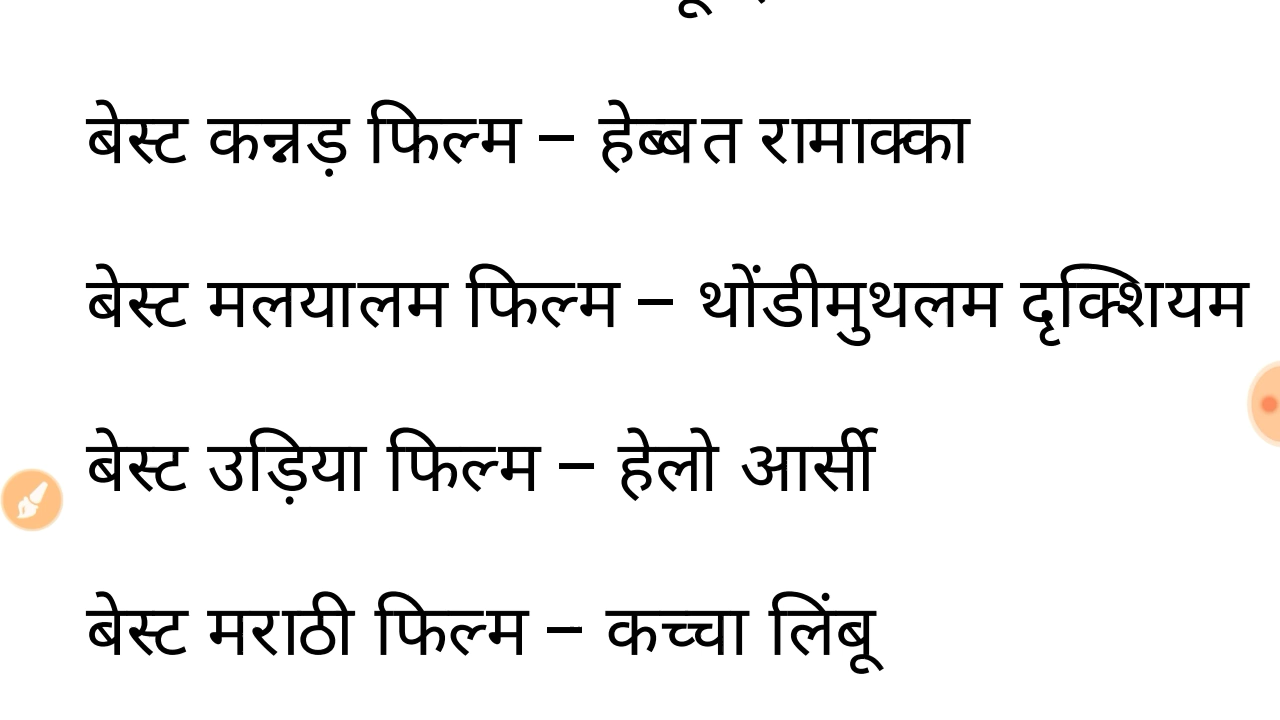 बेस्ट कन्नड़ फिल्म – हेब्बत रामाक्का
बेस्ट मलयालम फिल्म – थोंडीमुथलम दृक्शियम
बेस्ट उड़िया फिल्म – हेलो आर्सी
बेस्ट मराठी फिल्म – कच्चा लिंबू